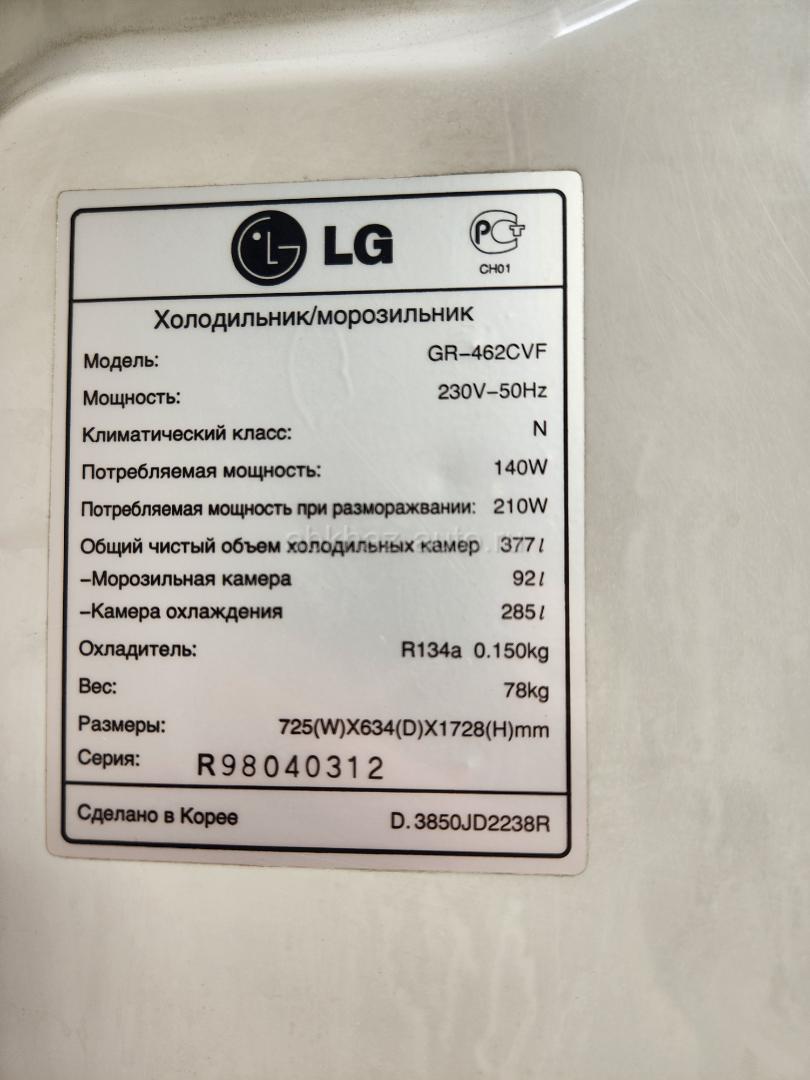 LG
РСТ
CH01
Холодильник/морозильник
Модель: GR-462CVF
Мощность: 230V-50Hz
Климатический класс: N
Потребляемая мощность: 140W
Потребляемая мощность при разморажвании: 210W
Общий чистый объем холодильных камер 377l
-Морозильная камера 92l
-Камера охлаждения 285l
Охладитель: R134a 0.150kg
Вес: 78kg
Размеры: 725(W)X634(D)X1728(H)mm
Серия: R98040312
Сделано в Корее D.3850JD2238R